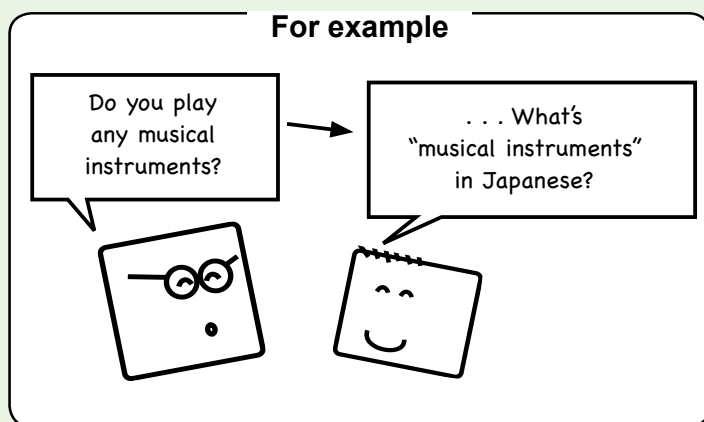 For example
Do you play
any musical
instruments?
. . . What's
“musical instruments”
in Japanese?